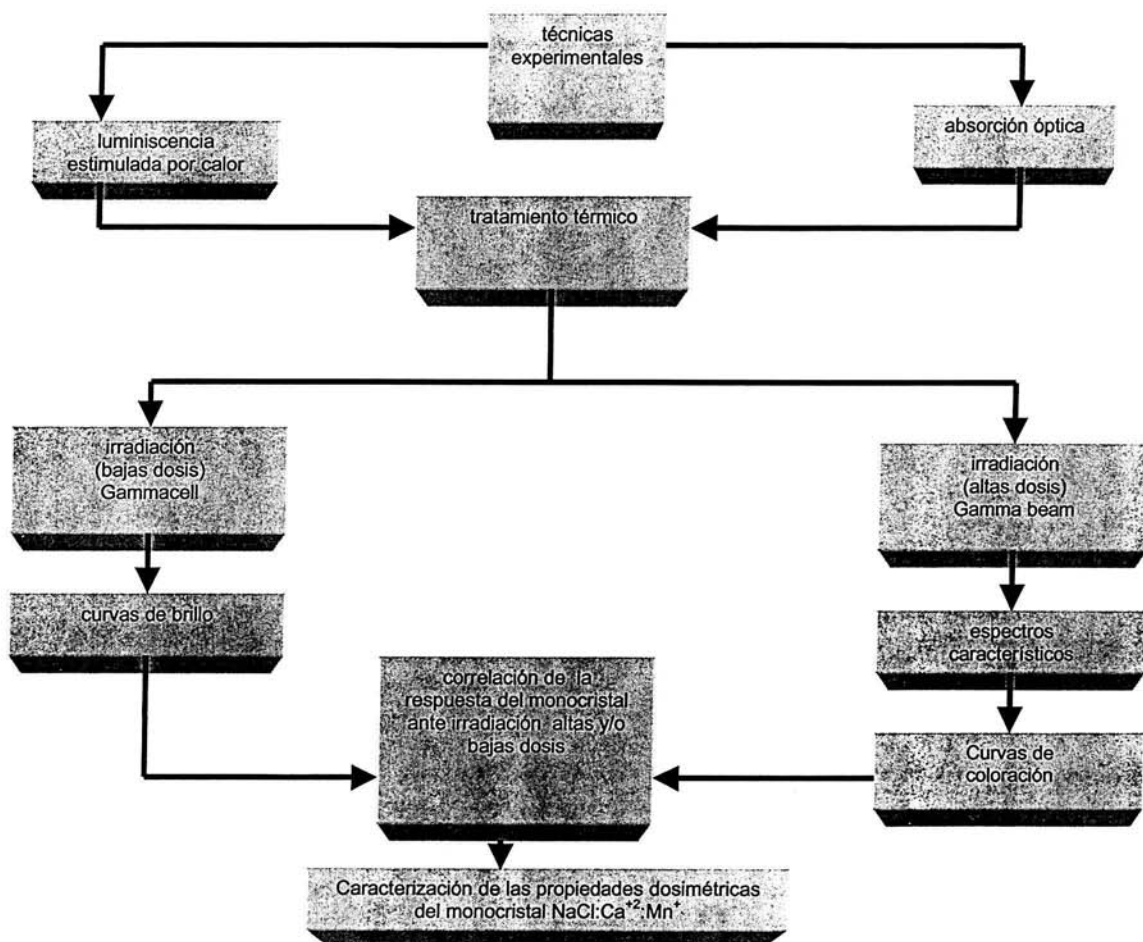 técnicas
experimentales
luminiscencia
estimulada por calor
absorción óptica
tratamiento térmico
irradiación
(bajas dosis)
Gammacell
irradiación
(altas dosis)
Gamma beam
curvas de brillo
espectros
característicos
correlación de la
respuesta del monocristal
ante irradiación altas y/o
bajas dosis
Curvas de
coloración
Caracterización de las propiedades dosimétricas
del monocristal NaCl:Ca⁺²:Mn⁺